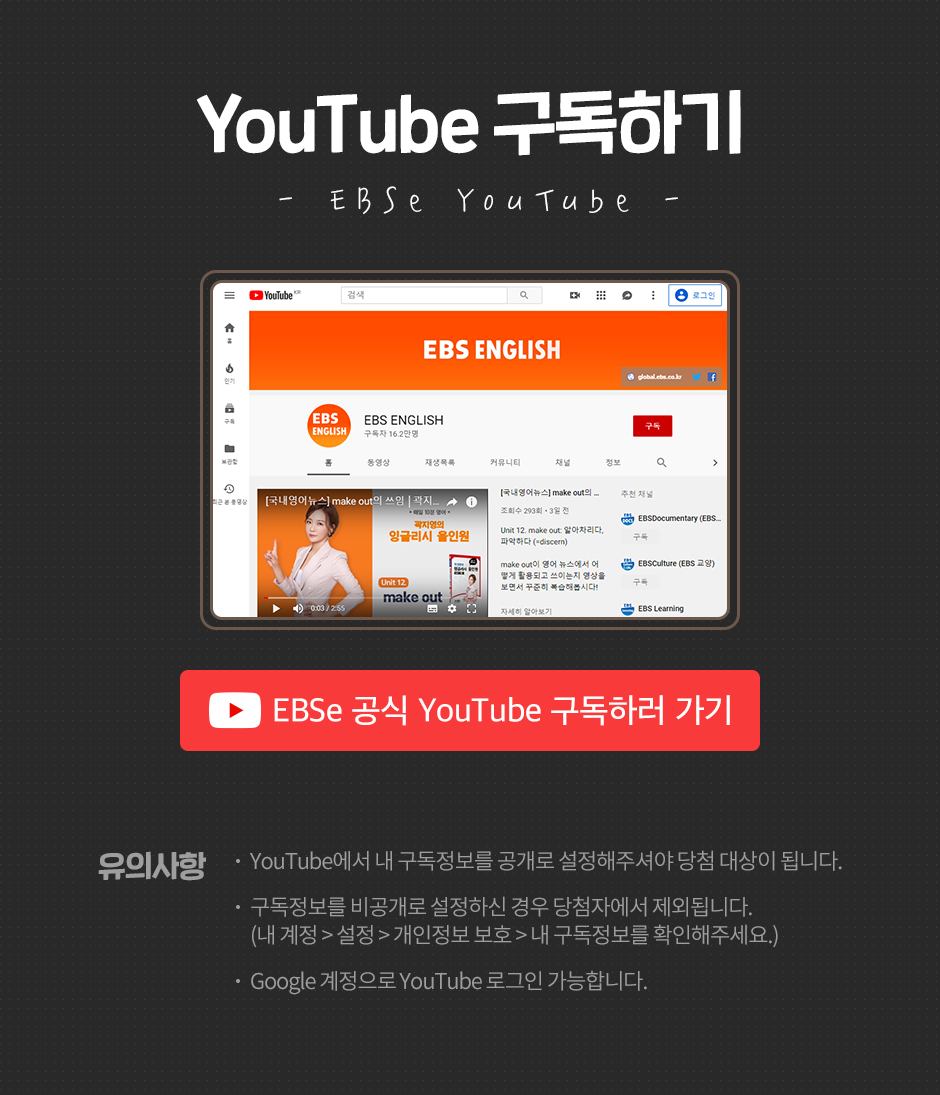 YouTube 구독하기
- EBSe YouTube -
YouTube KR
검색
로그인
홈
인기
구독
보관함
최근 본 동영상
EBS ENGLISH
global.ebs.co.kr
EBS ENGLISH
EBS ENGLISH
구독자 16.2만명
구독
홈 동영상 재생목록 커뮤니티 채널 정보
[국내영어뉴스] make out의 쓰임 | 곽지...
매일 10분 영어
곽지영의
잉글리시 올인원
Unit 12.
make out
0:03 / 2:55
[국내영어뉴스] make out의 ...
조회수 293회 • 3일 전
Unit 12. make out: 알아차리다,
파악하다 (=discern)
make out이 영어 뉴스에서 어
떻게 활용되고 쓰이는지 영상을
보면서 꾸준히 복습해봅시다!
자세히 알아보기
추천 채널
EBSDocumentary (EBS...
구독
EBSCulture (EBS 교양)
구독
EBS Learning
EBSe 공식 YouTube 구독하러 가기
유의사항
· YouTube에서 내 구독정보를 공개로 설정해주셔야 당첨 대상이 됩니다.
· 구독정보를 비공개로 설정하신 경우 당첨자에서 제외됩니다.
(내 계정 > 설정 > 개인정보 보호 > 내 구독정보를 확인해주세요.)
· Google 계정으로 YouTube 로그인 가능합니다.